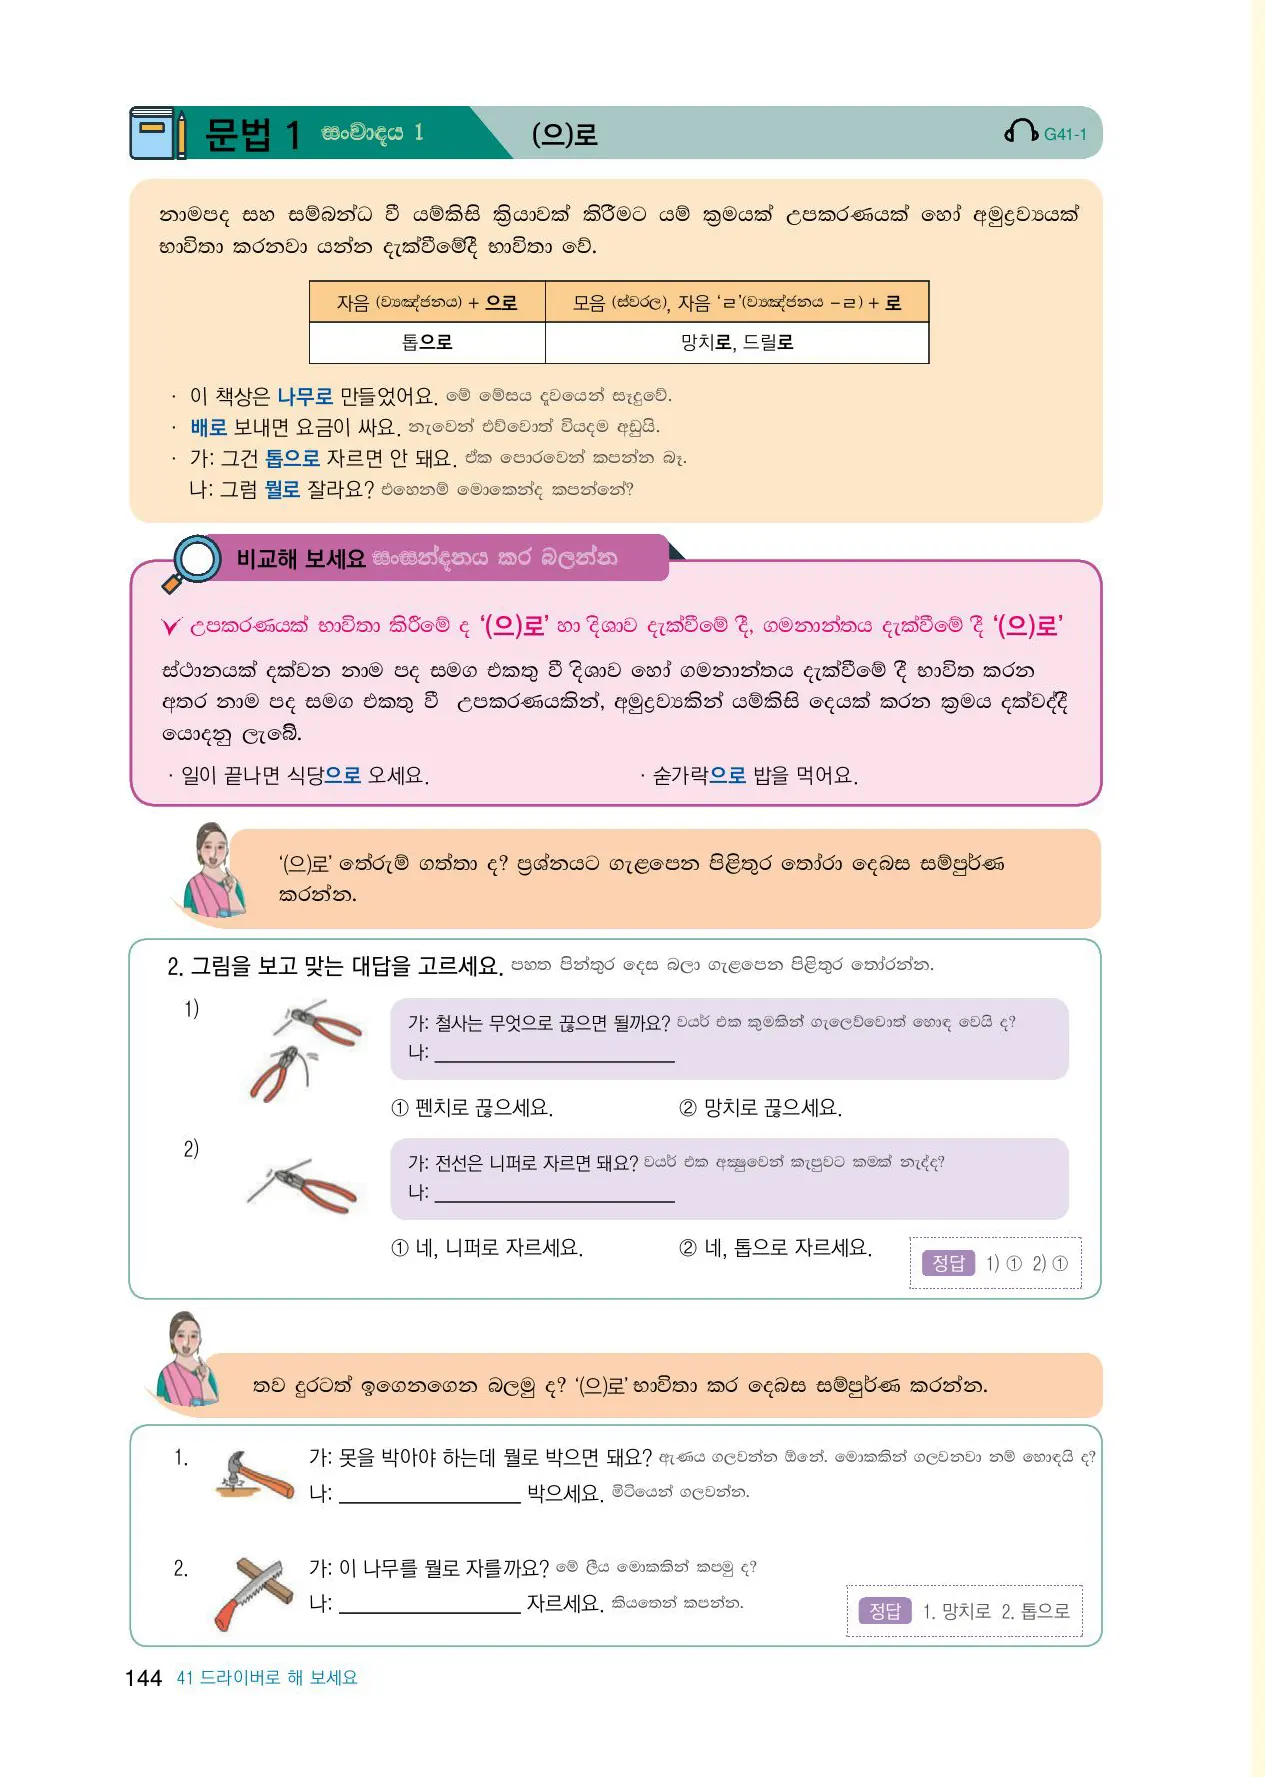 문법 1 සංවාදය 1 (으)로 G41-1
නාමපද සහ සම්බන්ධ වී යම්කිසි ක්‍රියාවක් කිරීමට යම් ක්‍රමයක් උපකරණයක් හෝ අමුද්‍රව්‍යයක්
භාවිතා කරනවා යන්න දැක්වීමේදී භාවිතා වේ.
자음 (ව්‍යඤ්ජනය) + 으로 모음 (ස්වරල), 자음 ‘ㄹ’(ව්‍යඤ්ජනය –ㄹ) + 로
톱으로 망치로, 드릴로
· 이 책상은 나무로 만들었어요. මේ මේසය දැවයෙන් සෑදුවේ.
· 배로 보내면 요금이 싸요. නැවෙන් එව්වොත් වියදම අඩුයි.
· 가: 그건 톱으로 자르면 안 돼요. ඒක පොරවෙන් කපන්න බෑ.
나: 그럼 뭘로 잘라요? එහෙනම් මොකෙන්ද කපන්නේ?
비교해 보세요 සංසන්දනය කර බලන්න
උපකරණයක් භාවිතා කිරීමේ ද ‘(으)로’ හා දිශාව දැක්වීමේ දී, ගමනාන්තය දැක්වීමේ දී ‘(으)로’
ස්ථානයක් දක්වන නාම පද සමග එකතු වී දිශාව හෝ ගමනාන්තය දැක්වීමේ දී භාවිත කරන
අතර නාම පද සමග එකතු වී උපකරණයකින්, අමුද්‍රව්‍යකින් යම්කිසි දෙයක් කරන ක්‍රමය දක්වද්දී
යොදනු ලැබේ.
· 일이 끝나면 식당으로 오세요. · 숟가락으로 밥을 먹어요.
‘(으)로’ තේරුම් ගත්තා ද? ප්‍රශ්නයට ගැළපෙන පිළිතුර තෝරා දෙබස සම්පුර්ණ
කරන්න.
2. 그림을 보고 맞는 대답을 고르세요. පහත පින්තුර දෙස බලා ගැළපෙන පිළිතුර තෝරන්න.
1)
가: 철사는 무엇으로 끊으면 될까요? වයර් එක කුමකින් ගැලෙව්වොත් හොඳ වෙයි ද?
나:
① 펜치로 끊으세요. ② 망치로 끊으세요.
2)
가: 전선은 니퍼로 자르면 돼요? වයර් එක අක්‍ෂුවෙන් කැපුවට කමක් නැද්ද?
나:
① 네, 니퍼로 자르세요. ② 네, 톱으로 자르세요.
정답 1) ① 2) ①
තව දුරටත් ඉගෙනගෙන බලමු ද? ‘(으)로’ භාවිතා කර දෙබස සම්පුර්ණ කරන්න.
1. 가: 못을 박아야 하는데 뭘로 박으면 돼요? ඇණය ගලවන්න ඕනේ. මොකකින් ගලවනවා නම් හොඳයි ද?
나: 박으세요. මිටියෙන් ගලවන්න.
2. 가: 이 나무를 뭘로 자를까요? මේ ලීය මොකකින් කපමු ද?
나: 자르세요. කියතෙන් කපන්න.
정답 1. 망치로 2. 톱으로
144 41 드라이버로 해 보세요